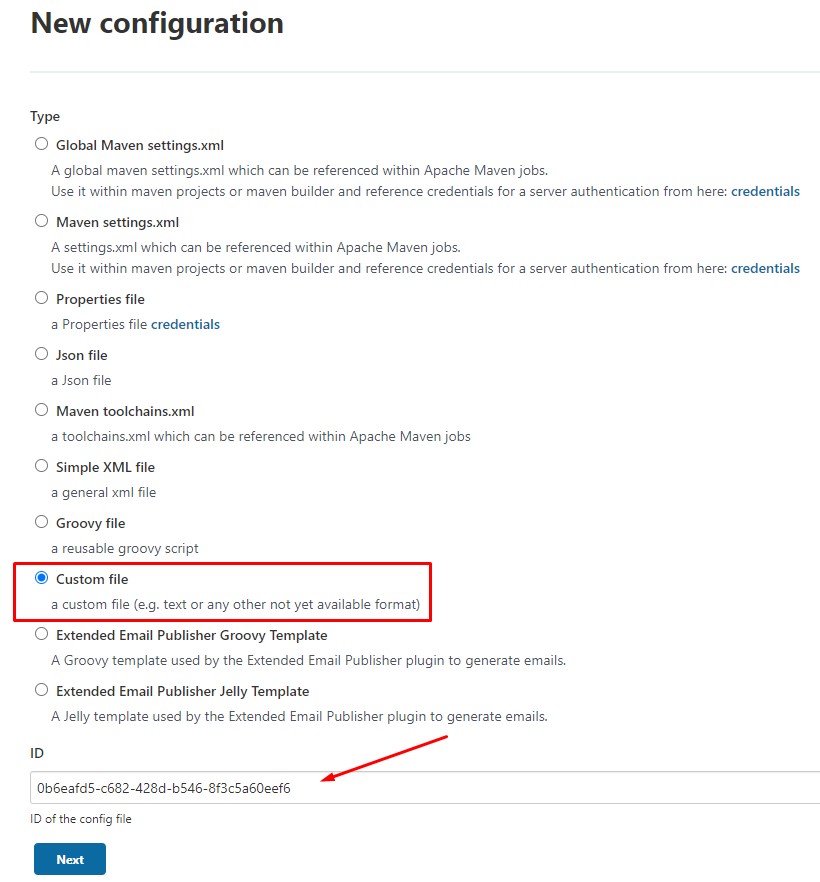 New configuration
Type
Global Maven settings.xml
A global maven settings.xml which can be referenced within Apache Maven jobs.
Use it within maven projects or maven builder and reference credentials for a server authentication from here: credentials
Maven settings.xml
A settings.xml which can be referenced within Apache Maven jobs.
Use it within maven projects or maven builder and reference credentials for a server authentication from here: credentials
Properties file
a Properties file credentials
Json file
a Json file
Maven toolchains.xml
a toolchains.xml which can be referenced within Apache Maven jobs
Simple XML file
a general xml file
Groovy file
a reusable groovy script
Custom file
a custom file (e.g. text or any other not yet available format)
Extended Email Publisher Groovy Template
A Groovy template used by the Extended Email Publisher plugin to generate emails.
Extended Email Publisher Jelly Template
A Jelly template used by the Extended Email Publisher plugin to generate emails.
ID
0b6eafd5-c682-428d-b546-8f3c5a60eef6
ID of the config file
Next